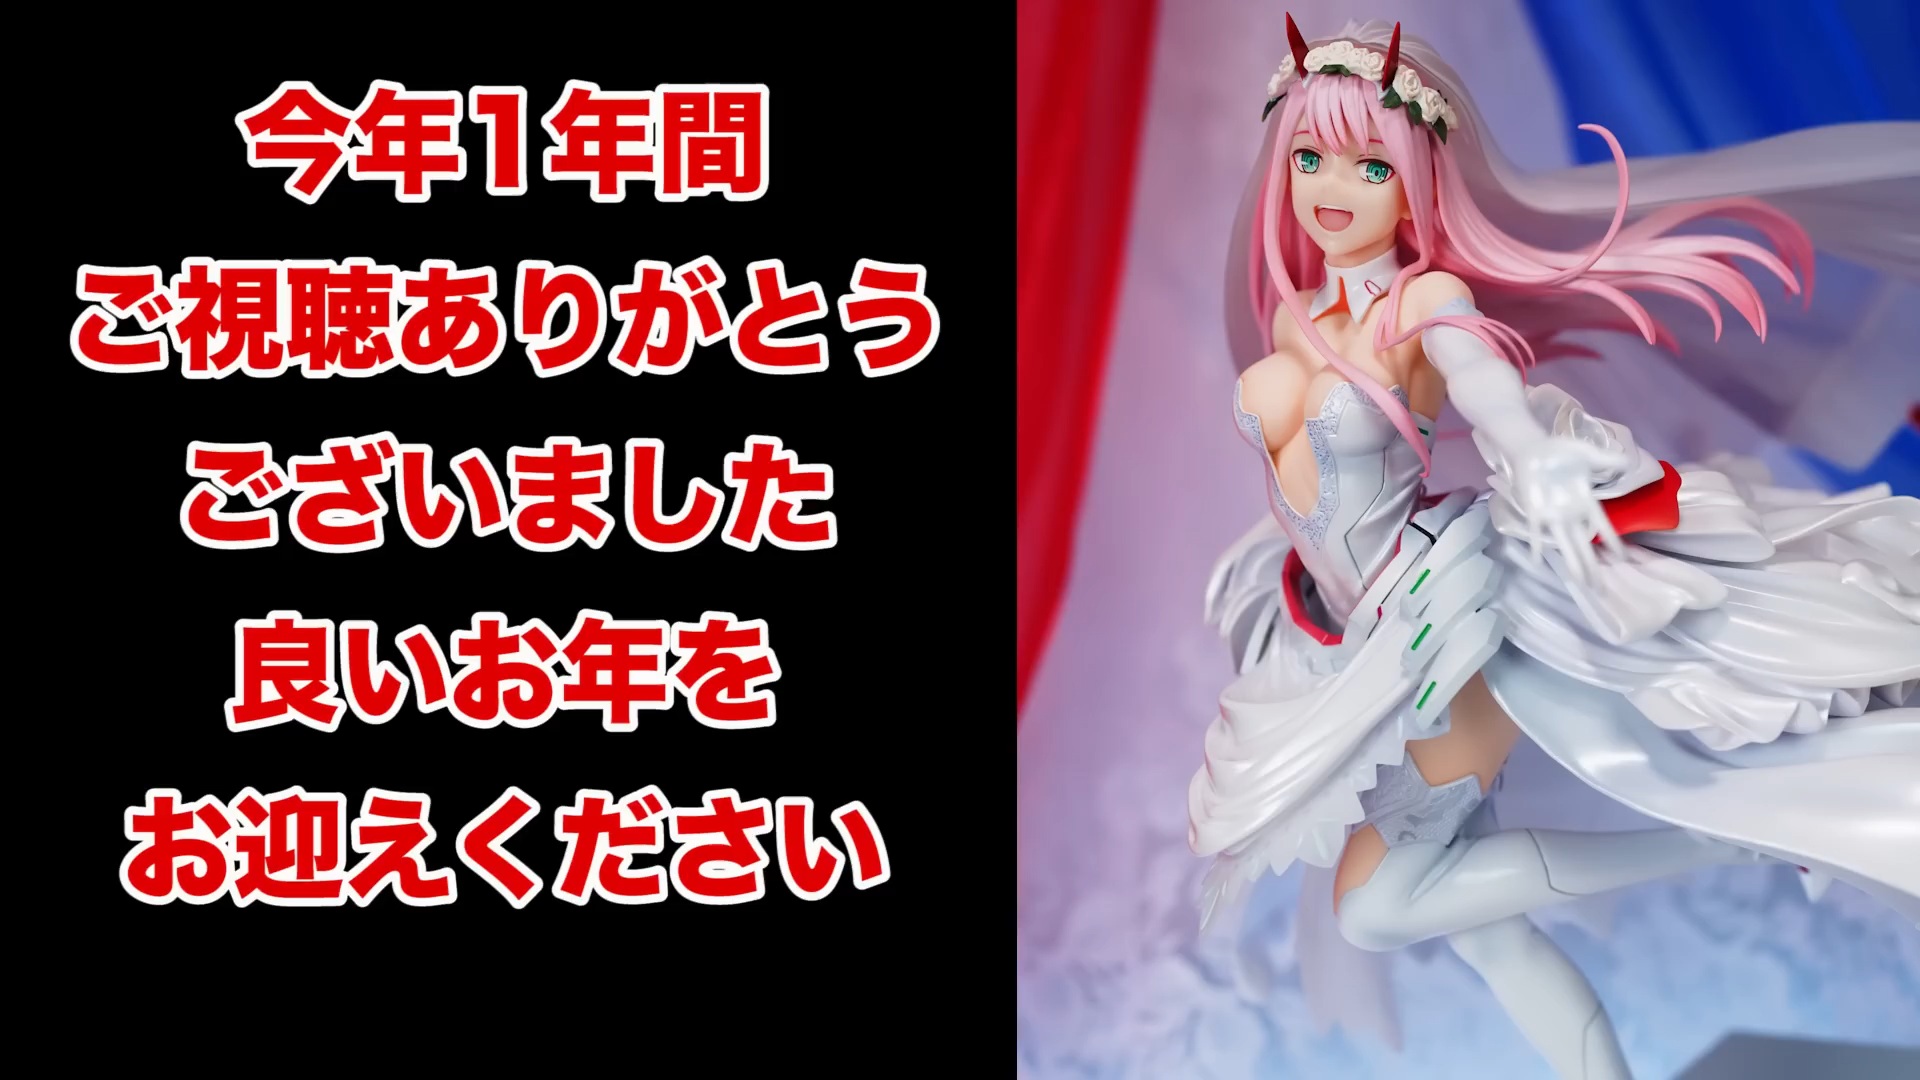 今年1年間
ご視聴ありがとう
ございました
良いお年を
お迎えください